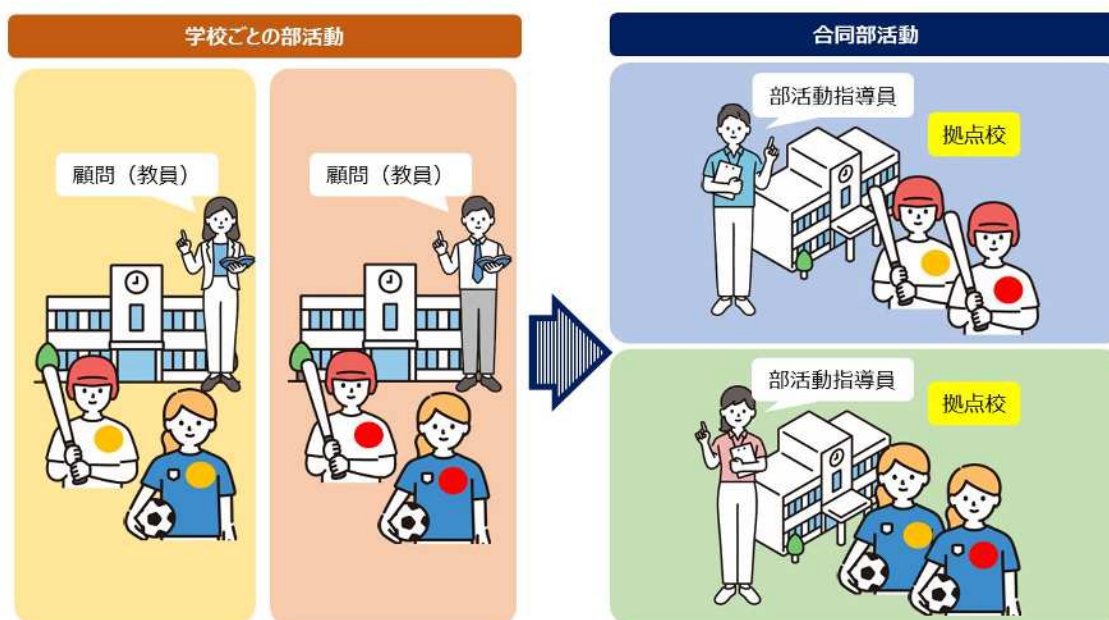 学校ごとの部活動
顧問（教員）
顧問（教員）
合同部活動
部活動指導員
拠点校
部活動指導員
拠点校